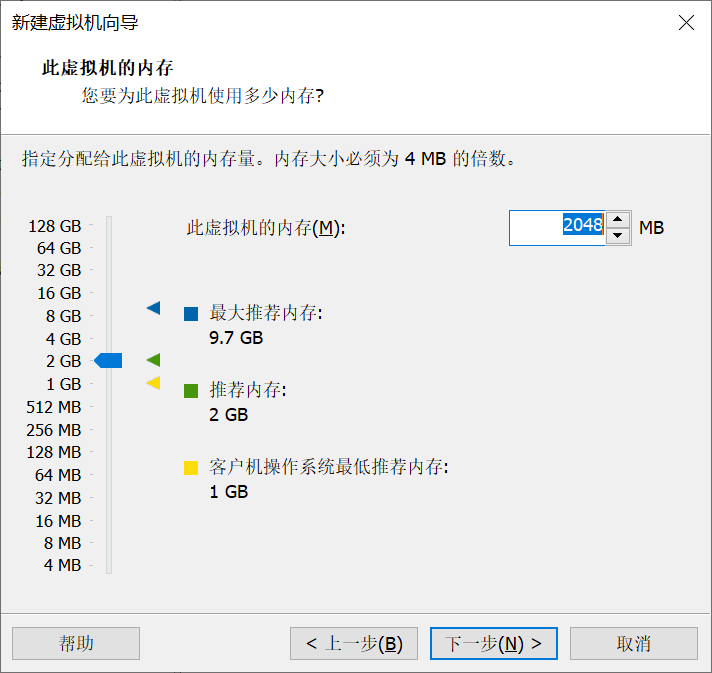 新建虚拟机向导
此虚拟机的内存
您要为此虚拟机使用多少内存?
指定分配给此虚拟机的内存量。内存大小必须为 4 MB 的倍数。
此虚拟机的内存(M): 2048 MB
128 GB
64 GB
32 GB
16 GB
8 GB
4 GB
2 GB
1 GB
512 MB
256 MB
128 MB
64 MB
32 MB
16 MB
8 MB
4 MB
最大推荐内存:
9.7 GB
推荐内存:
2 GB
客户机操作系统最低推荐内存:
1 GB
帮助 < 上一步(B) 下一步(N) > 取消